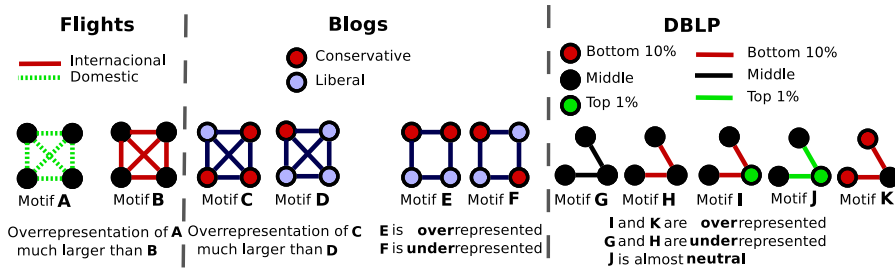 Flights
Internacional
Domestic
Motif A
Motif B
Overrepresentation of A
much larger than B
Blogs
Conservative
Liberal
Motif C
Motif D
Motif E
Motif F
Overrepresentation of C
much larger than D
E is overrepresented
F is underrepresented
DBLP
Bottom 10%
Middle
Top 1%
Bottom 10%
Middle
Top 1%
Motif G
Motif H
Motif I
Motif J
Motif K
I and K are overrepresented
G and H are underrepresented
J is almost neutral